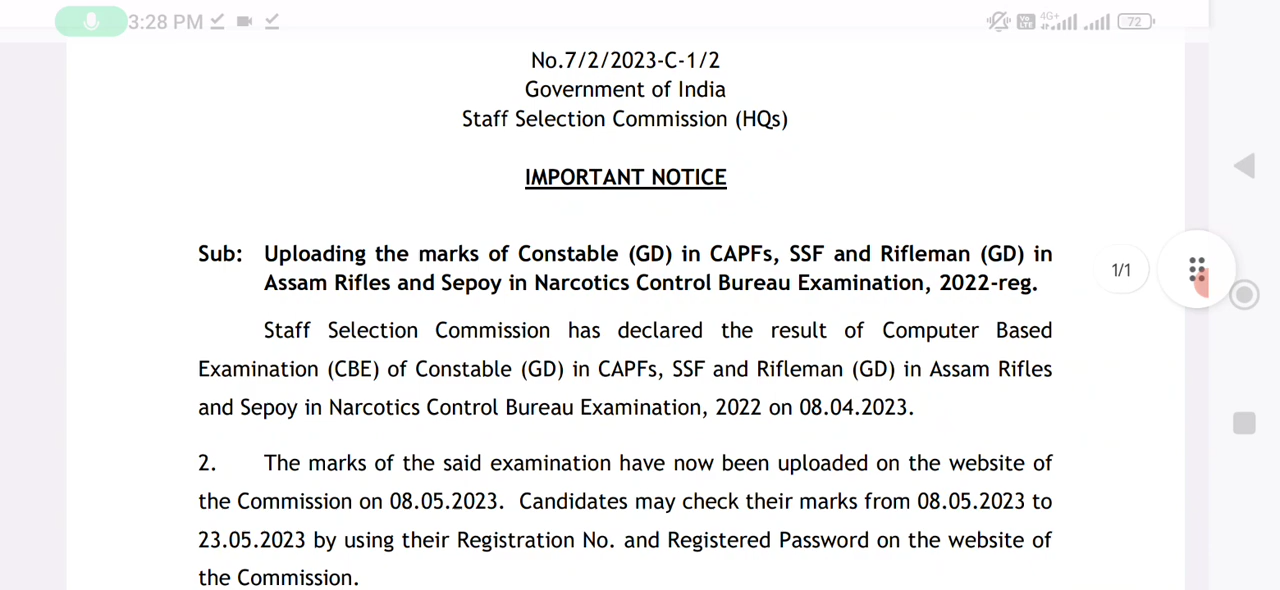 3:28 PM
Vo LTE 4G+ 72
No.7/2/2023-C-1/2
Government of India
Staff Selection Commission (HQs)
IMPORTANT NOTICE
Sub: Uploading the marks of Constable (GD) in CAPFs, SSF and Rifleman (GD) in
Assam Rifles and Sepoy in Narcotics Control Bureau Examination, 2022-reg.
1/1
Staff Selection Commission has declared the result of Computer Based
Examination (CBE) of Constable (GD) in CAPFs, SSF and Rifleman (GD) in Assam Rifles
and Sepoy in Narcotics Control Bureau Examination, 2022 on 08.04.2023.
2. The marks of the said examination have now been uploaded on the website of
the Commission on 08.05.2023. Candidates may check their marks from 08.05.2023 to
23.05.2023 by using their Registration No. and Registered Password on the website of
the Commission.